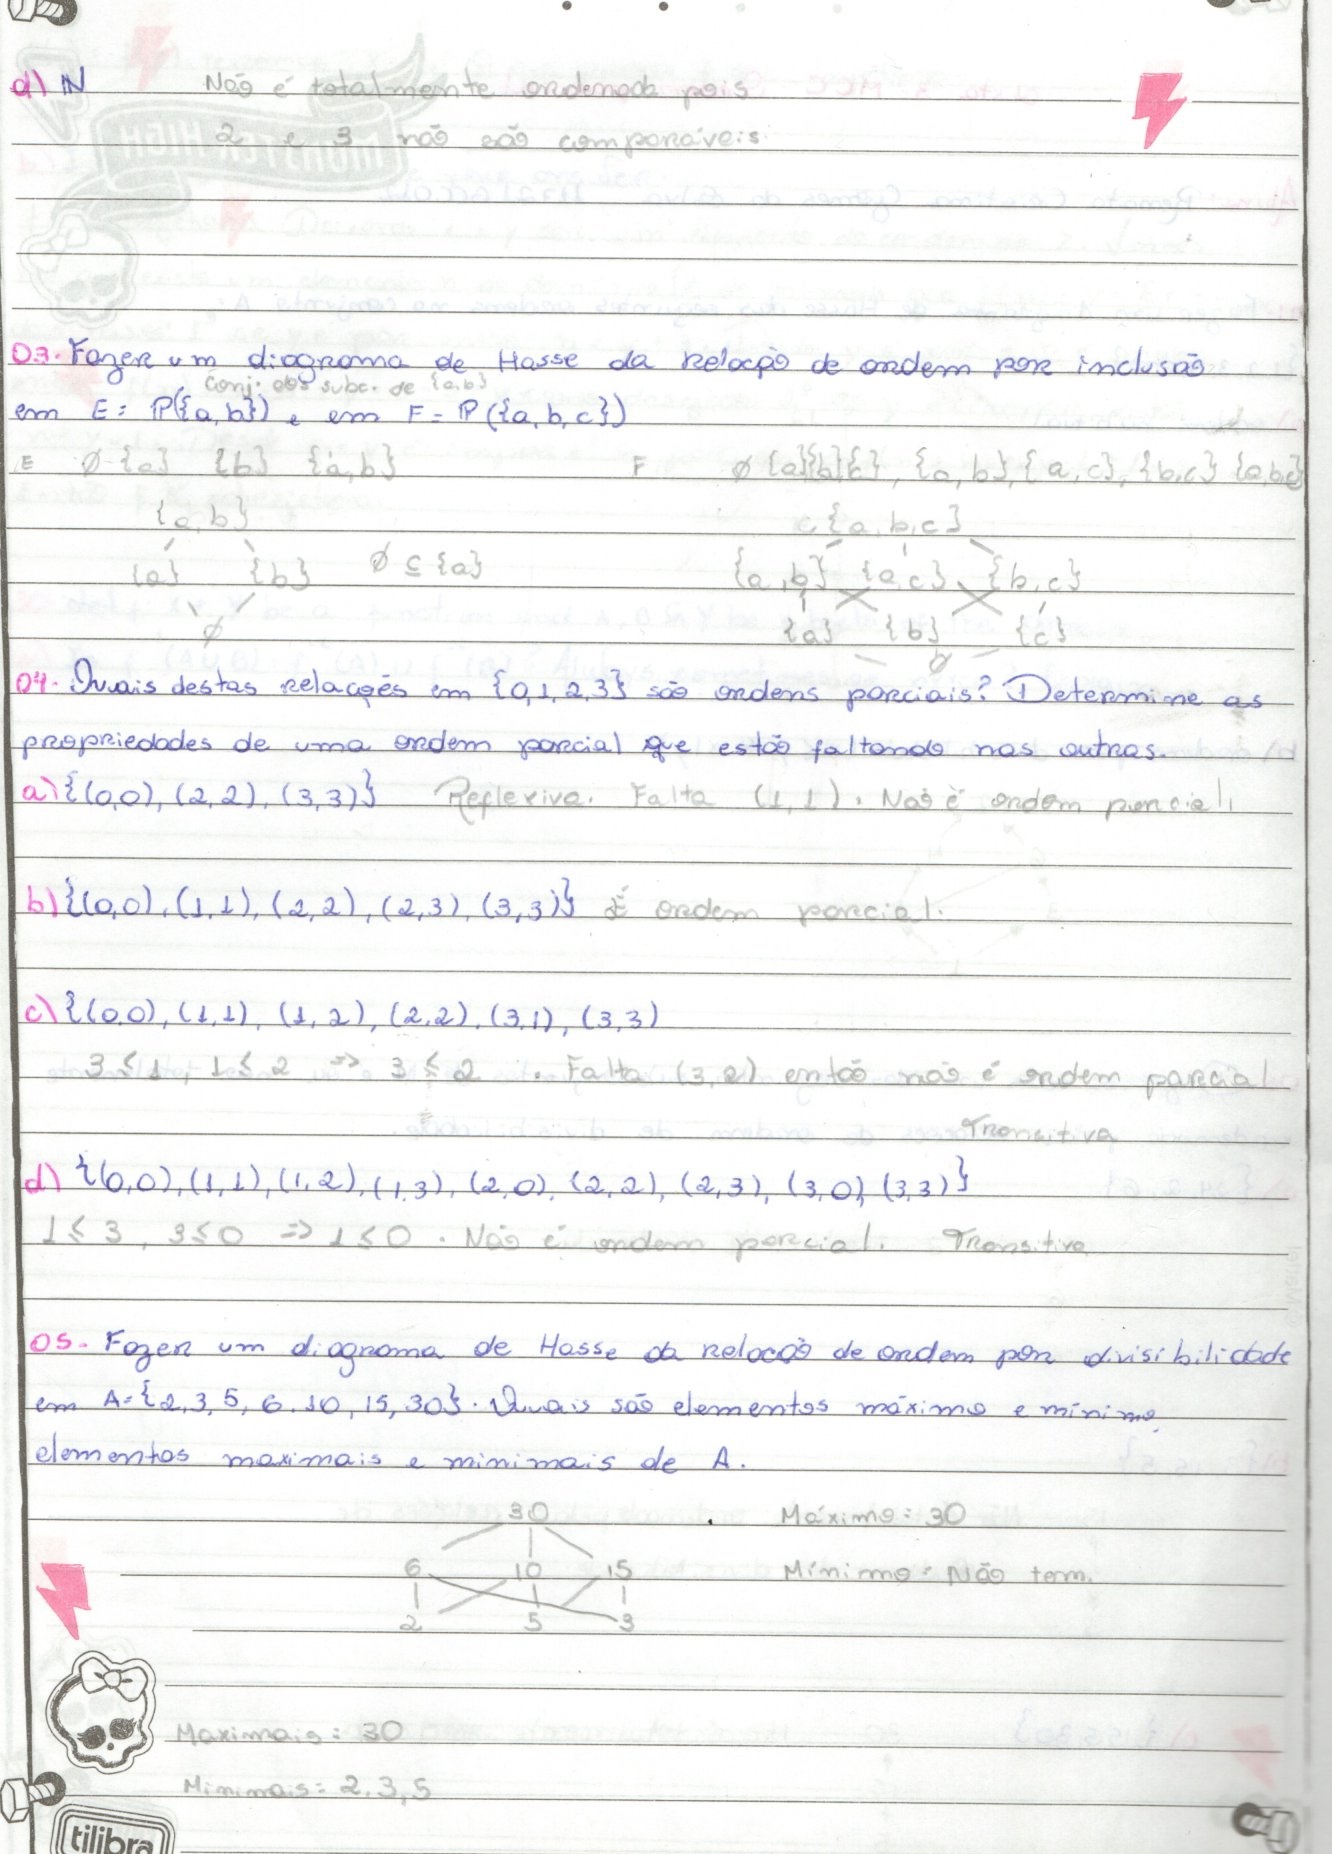 d) ℕ Não é totalmente ordenada pois
2 e 3 não são comparáveis.
03. Fazer um diagrama de Hasse da relação de ordem por inclusão
conj. dos subc. de {a,b}
em E = P({a,b}) e em F = P({a,b,c})
E ∅ {a} {b} {a,b} F ∅ {a}{b}{c}, {a,b}, {a,c}, {b,c} {a,b,c}
{a,b} {a,b,c}
{a} {b} ∅ ⊆ {a} {a,b} {a,c} {b,c}
∅ {a} {b} {c}
∅
04. Quais destas relações em {0,1,2,3} são ordens parciais? Determine as
propriedades de uma ordem parcial que estão faltando nas outras.
a) {(0,0), (2,2), (3,3)} Reflexiva. Falta (1,1). Não é ordem parcial.
b) {(0,0), (1,1), (2,2), (2,3), (3,3)} É ordem parcial.
c) {(0,0), (1,1), (1,2), (2,2), (3,1), (3,3)
3 ≤ 1, 1 ≤ 2 => 3 ≤ 2. Falta (3,2) então não é ordem parcial
Transitiva
d) {(0,0), (1,1), (1,2), (1,3), (2,0), (2,2), (2,3), (3,0), (3,3)}
1 ≤ 3, 3 ≤ 0 => 1 ≤ 0. Não é ordem parcial. Transitiva
05. Fazer um diagrama de Hasse da relação de ordem por divisibilidade
em A={2,3,5,6,10,15,30}. Quais são elementos máximo e mínimo,
elementos maximais e minimais de A.
30 Máximo: 30
6 10 15 Mínimo: Não tem.
2 5 3
Maximais: 30
Minimais: 2,3,5
tilibra